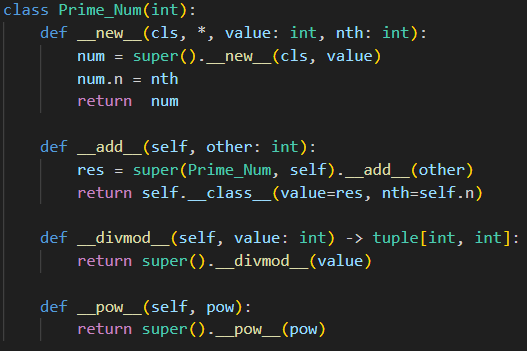 class Prime_Num(int):
    def __new__(cls, *, value: int, nth: int):
        num = super().__new__(cls, value)
        num.n = nth
        return  num

    def __add__(self, other: int):
        res = super(Prime_Num, self).__add__(other)
        return self.__class__(value=res, nth=self.n)

    def __divmod__(self, value: int) -> tuple[int, int]:
        return super().__divmod__(value)

    def __pow__(self, pow):
        return super().__pow__(pow)